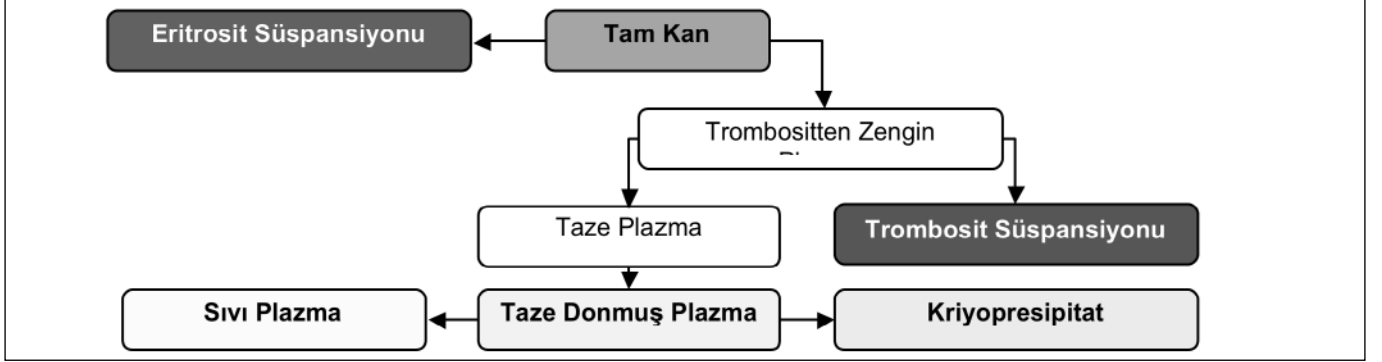 Eritrosit Süspansiyonu
Tam Kan
Trombositten Zengin
Taze Plazma
Trombosit Süspansiyonu
Sıvı Plazma
Taze Donmuş Plazma
Kriyopresipitat